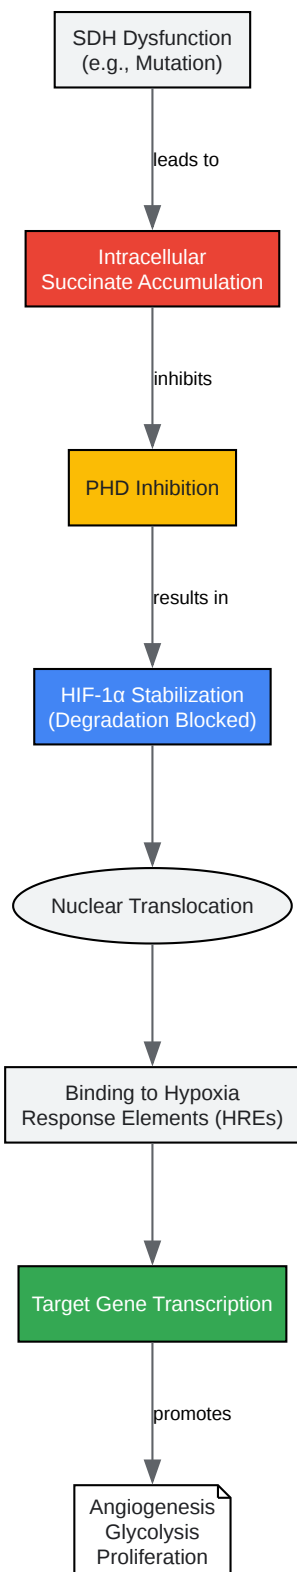 SDH Dysfunction
(e.g., Mutation)
leads to
Intracellular
Succinate Accumulation
inhibits
PHD Inhibition
results in
HIF-1α Stabilization
(Degradation Blocked)
Nuclear Translocation
Binding to Hypoxia
Response Elements (HREs)
Target Gene Transcription
promotes
Angiogenesis
Glycolysis
Proliferation